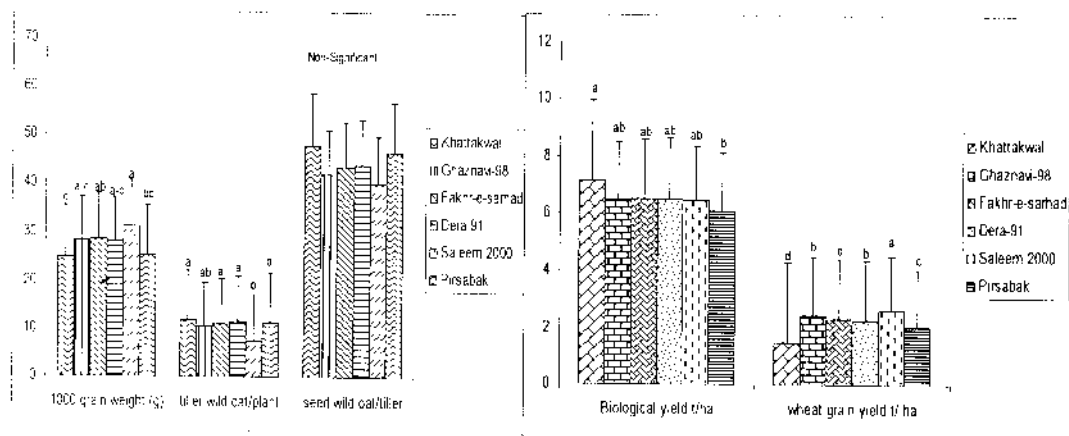 70
60
50
40
30
20
10
0
Non-Significant
a
ab
a-c
a
bc
a
ab
a
a
a
1000 grain weight (g)
tiller wild oat/plant
seed wild oat/tiller
Khattakwal
Ghaznavi-98
Fakhr-e-sarhad
Dera-91
Saleem 2000
Pirsabak
12
10
8
6
4
2
0
a
ab
ab
ab
ab
b
d
b
c
b
a
c
Biological yield t/ha
wheat grain yield t/ ha
Khattakwal
Ghaznavi-98
Fakhr-e-sarhad
Dera-91
Saleem 2000
Pirsabak